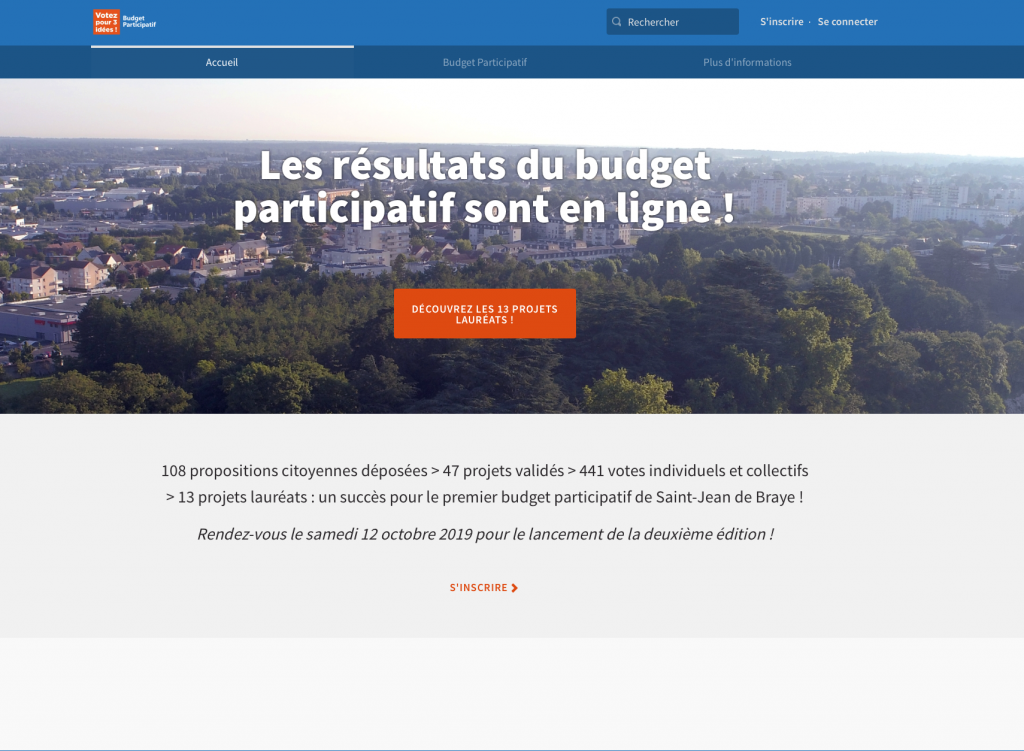 Votez
pour 3
idées !
Budget
Participatif
Rechercher
S'inscrire · Se connecter
Accueil
Budget Participatif
Plus d'informations
Les résultats du budget
participatif sont en ligne !
DÉCOUVREZ LES 13 PROJETS
LAURÉATS !
108 propositions citoyennes déposées > 47 projets validés > 441 votes individuels et collectifs
> 13 projets lauréats : un succès pour le premier budget participatif de Saint-Jean de Braye !
Rendez-vous le samedi 12 octobre 2019 pour le lancement de la deuxième édition !
S'INSCRIRE